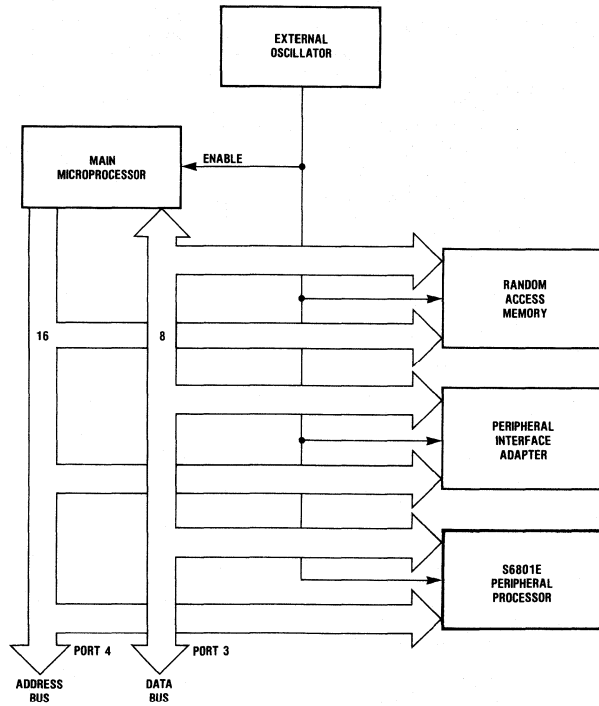 EXTERNAL
OSCILLATOR
MAIN
MICROPROCESSOR
ENABLE
RANDOM
ACCESS
MEMORY
16
8
PERIPHERAL
INTERFACE
ADAPTER
S6801E
PERIPHERAL
PROCESSOR
PORT 4
PORT 3
ADDRESS
BUS
DATA
BUS